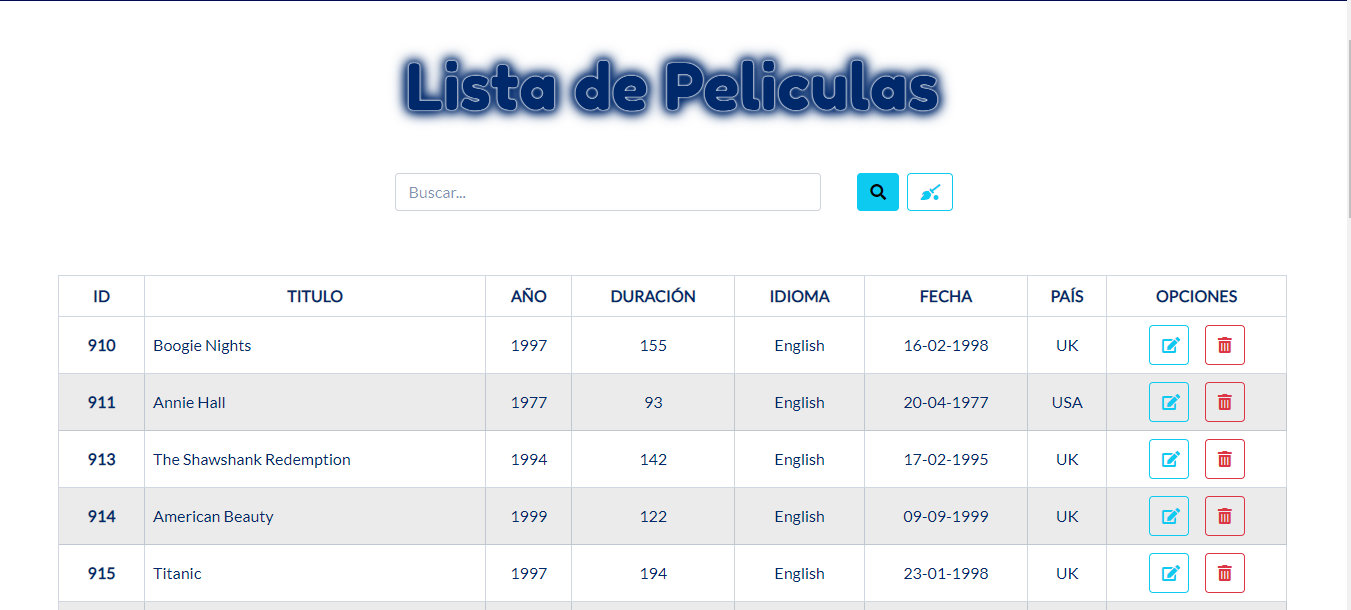 Lista de Peliculas
Buscar...
ID TITULO AÑO DURACIÓN IDIOMA FECHA PAÍS OPCIONES
910 Boogie Nights 1997 155 English 16-02-1998 UK
911 Annie Hall 1977 93 English 20-04-1977 USA
913 The Shawshank Redemption 1994 142 English 17-02-1995 UK
914 American Beauty 1999 122 English 09-09-1999 UK
915 Titanic 1997 194 English 23-01-1998 UK